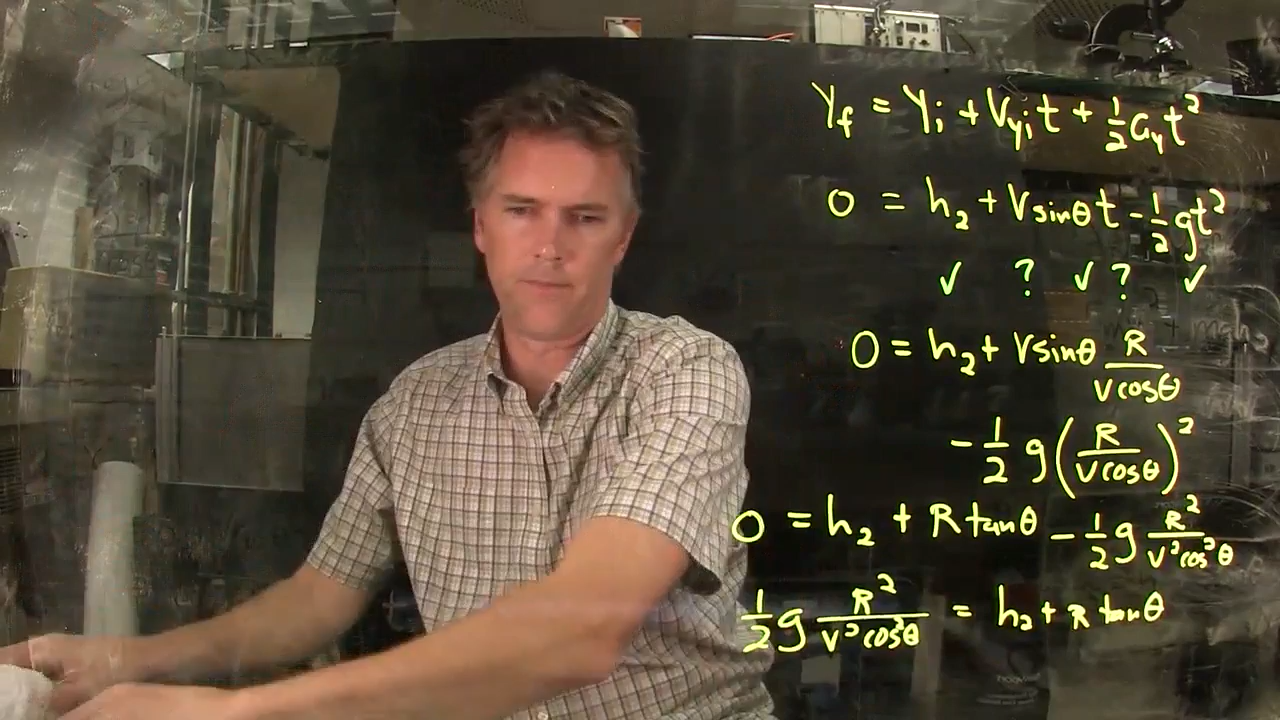 y_f = y_i + v_yi t + 1/2 a_y t²
0 = h₂ + v sinθ t - 1/2 g t²
✓ ? ✓ ? ✓
0 = h₂ + v sinθ R/(v cosθ)
- 1/2 g (R/(v cosθ))²
0 = h₂ + R tanθ - 1/2 g R²/(v² cos²θ)
1/2 g R²/(v² cos²θ) = h₂ + R tanθ